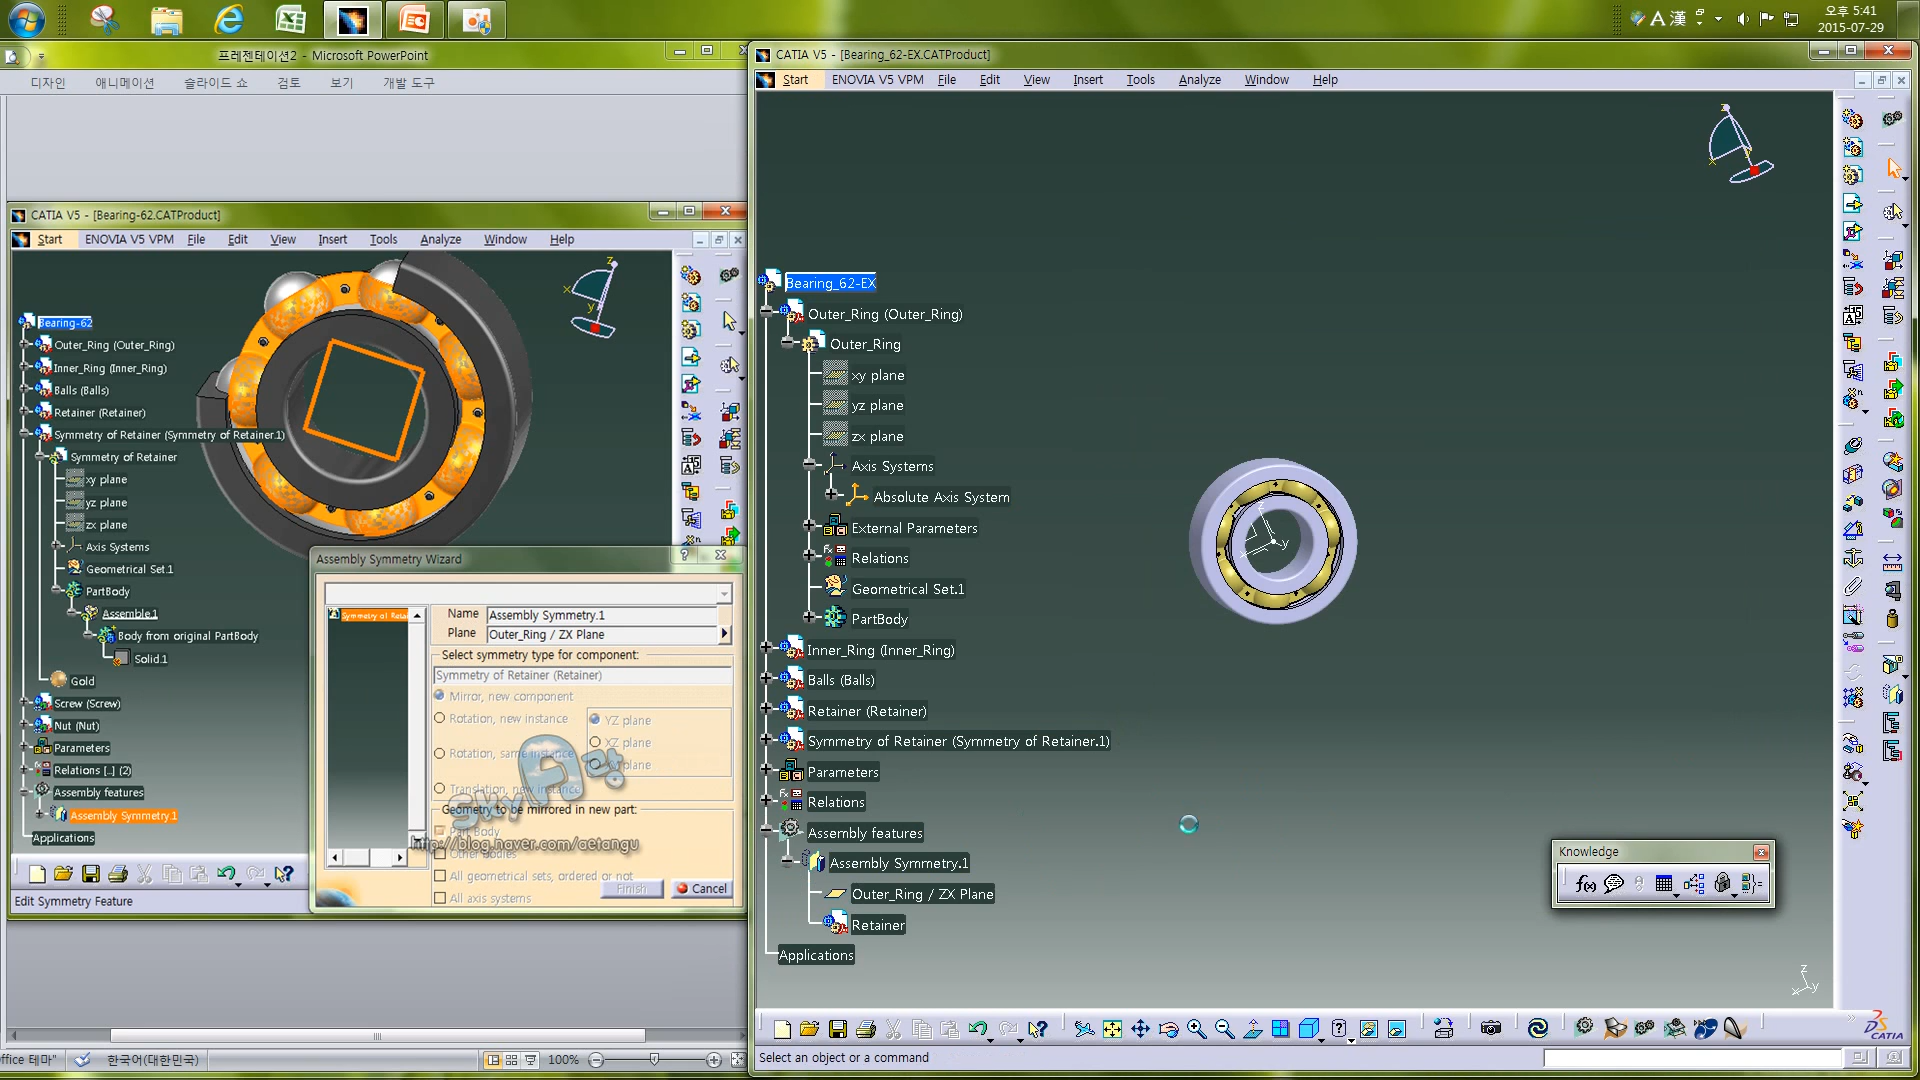 오후 5:41
2015-07-29
A 漢
프레젠테이션2 - Microsoft PowerPoint
디자인 애니메이션 슬라이드 쇼 검토 보기 개발 도구
CATIA V5 - [Bearing-62.CATProduct]
Start ENOVIA V5 VPM File Edit View Insert Tools Analyze Window Help
Bearing-62
Outer_Ring (Outer_Ring)
Inner_Ring (Inner_Ring)
Balls (Balls)
Retainer (Retainer)
Symmetry of Retainer (Symmetry of Retainer.1)
Symmetry of Retainer
xy plane
yz plane
zx plane
Axis Systems
Geometrical Set.1
PartBody
Assemble.1
Body from original PartBody
Solid.1
Gold
Screw (Screw)
Nut (Nut)
Parameters
Relations [..] (2)
Assembly features
Assembly Symmetry.1
Applications
Edit Symmetry Feature
Assembly Symmetry Wizard
Symmetry of Reta
Name Assembly Symmetry.1
Plane Outer_Ring / ZX Plane
Select symmetry type for component:
Symmetry of Retainer (Retainer)
Mirror, new component
Rotation, new instance
YZ plane
XZ plane
Rotation, same instance
XY plane
Translation, new instance
Geometry to be mirrored in new part:
Part Body
Other Bodies
All geometrical sets, ordered or not
All axis systems
Finish Cancel
http://blog.naver.com/aetangu
ffice 테마" 한국어(대한민국) 100%
CATIA V5 - [Bearing_62-EX.CATProduct]
Start ENOVIA V5 VPM File Edit View Insert Tools Analyze Window Help
Bearing_62-EX
Outer_Ring (Outer_Ring)
Outer_Ring
xy plane
yz plane
zx plane
Axis Systems
Absolute Axis System
External Parameters
Relations
Geometrical Set.1
PartBody
Inner_Ring (Inner_Ring)
Balls (Balls)
Retainer (Retainer)
Symmetry of Retainer (Symmetry of Retainer.1)
Parameters
Relations
Assembly features
Assembly Symmetry.1
Outer_Ring / ZX Plane
Retainer
Applications
Knowledge
f(x)
CATIA
Select an object or a command